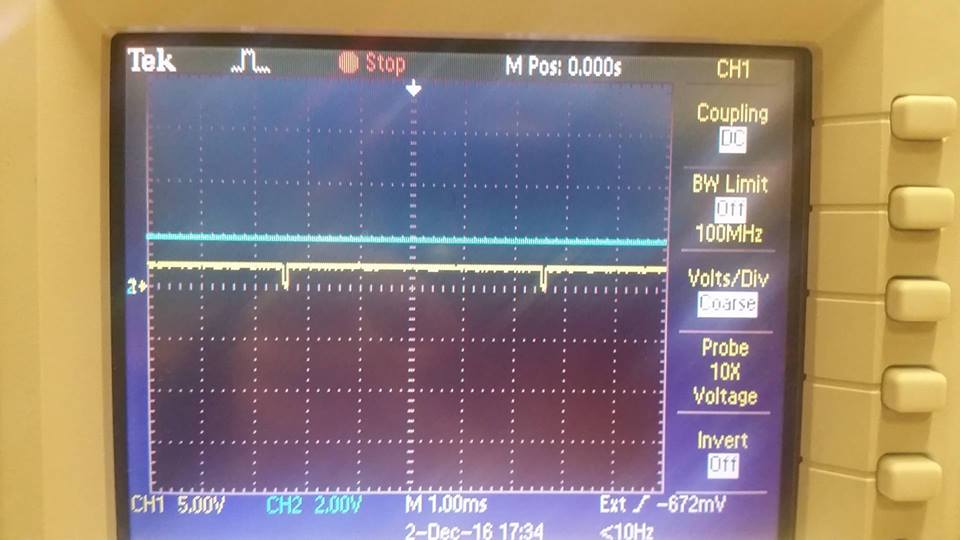 Tek Stop M Pos: 0.000s CH1
Coupling
DC
BW Limit
Off
100MHz
Volts/Div
Coarse
Probe
10X
Voltage
Invert
Off
CH1 5.00V CH2 2.00V M 1.00ms Ext -672mV
2-Dec-16 17:34 <10Hz